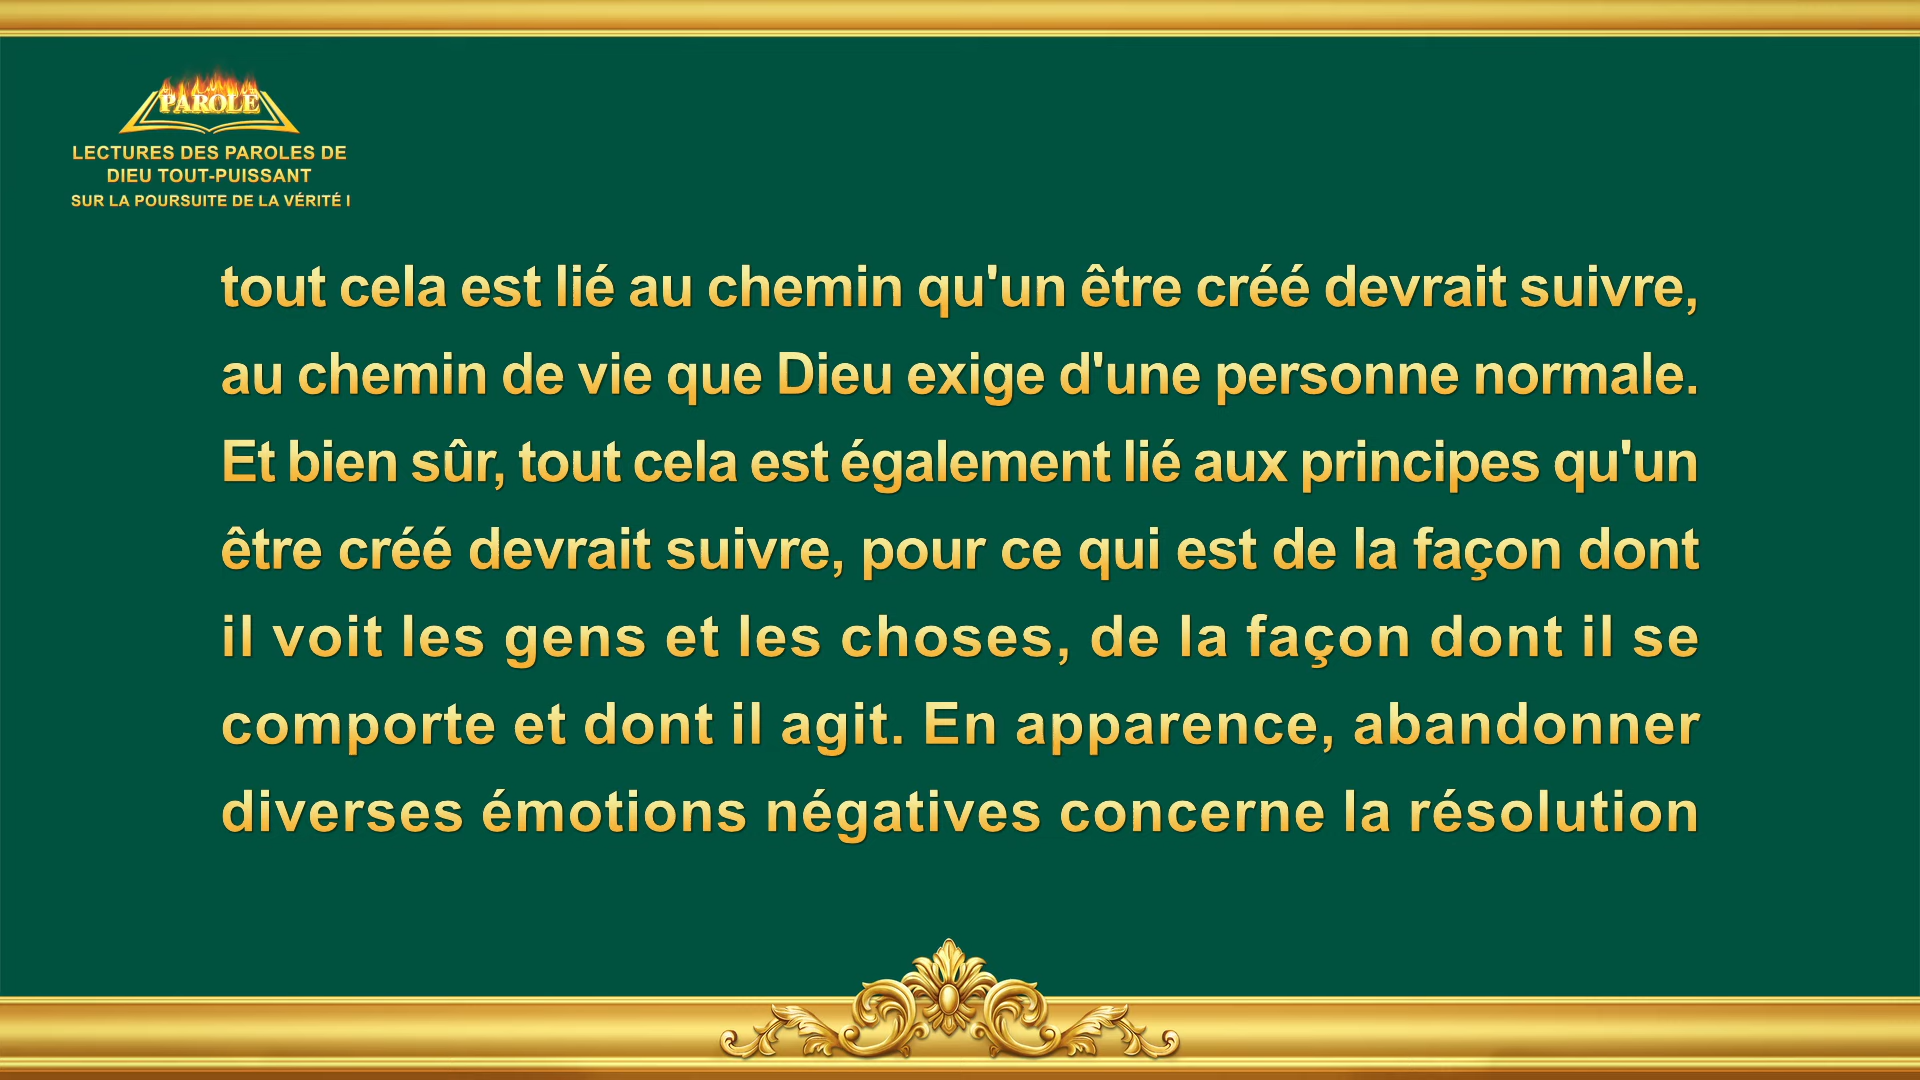 PAROLE
LECTURES DES PAROLES DE
DIEU TOUT-PUISSANT
SUR LA POURSUITE DE LA VÉRITÉ I
tout cela est lié au chemin qu'un être créé devrait suivre,
au chemin de vie que Dieu exige d'une personne normale.
Et bien sûr, tout cela est également lié aux principes qu'un
être créé devrait suivre, pour ce qui est de la façon dont
il voit les gens et les choses, de la façon dont il se
comporte et dont il agit. En apparence, abandonner
diverses émotions négatives concerne la résolution